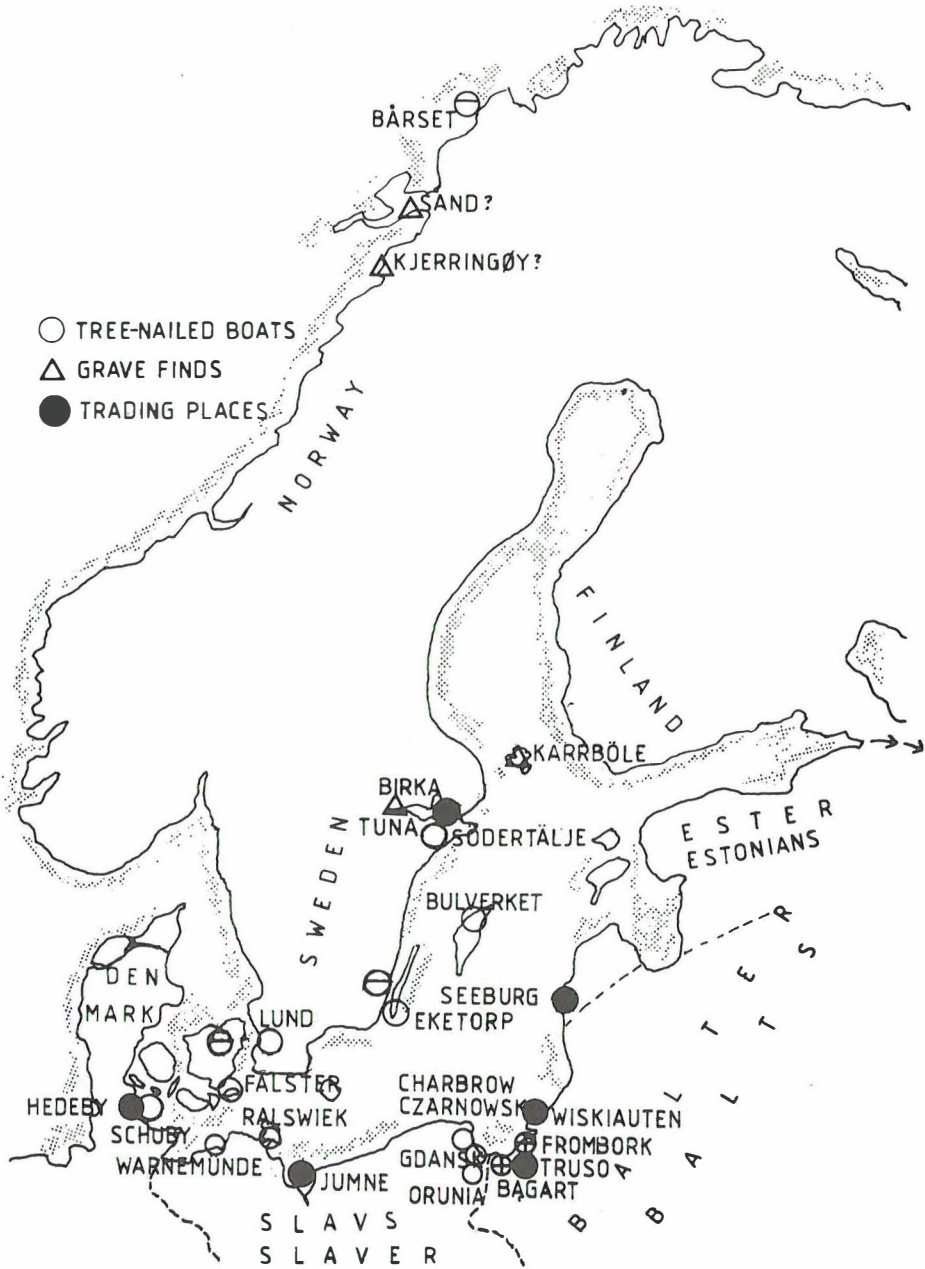 BÅRSET
SAND?
KJERRINGØY?
TREE-NAILED BOATS
GRAVE FINDS
TRADING PLACES
NORWAY
FINLAND
KARRBÖLE
BIRKA
TUNA
SÖDERTÄLJE
ESTER
ESTONIANS
SWEDEN
BULVERKET
DEN
MARK
SEEBURG
EKETORP
LUND
BALTER
BALTS
FALSTER
CHARBROW
CZARNOWSK
WISKIAUTEN
HEDEBY
RALSWIEK
SCHUBY
FROMBORK
WARNEMÜNDE
GDANSK
TRUSO
JUMNE
ORUNIA
BAGART
SLAVS
SLAVER